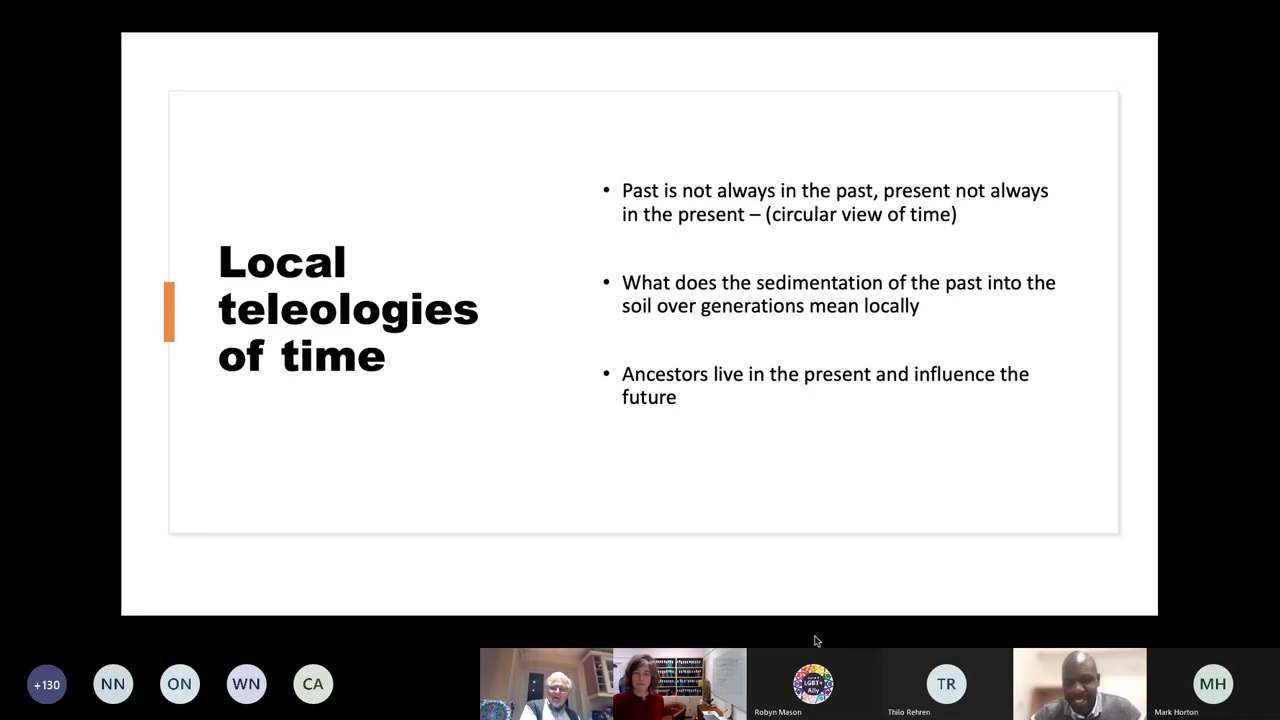 Local
teleologies
of time
• Past is not always in the past, present not always
in the present – (circular view of time)
• What does the sedimentation of the past into the
soil over generations mean locally
• Ancestors live in the present and influence the
future
+130
NN
ON
WN
CA
LGBT+
Ally
Robyn Mason
TR
Thilo Rehren
MH
Mark Horton